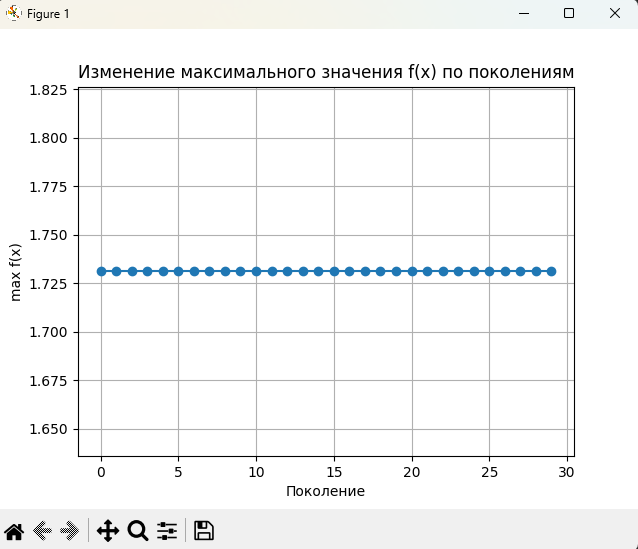 Figure 1
Изменение максимального значения f(x) по поколениям
1.825
1.800
1.775
1.750
1.725
1.700
1.675
1.650
max f(x)
0 5 10 15 20 25 30
Поколение